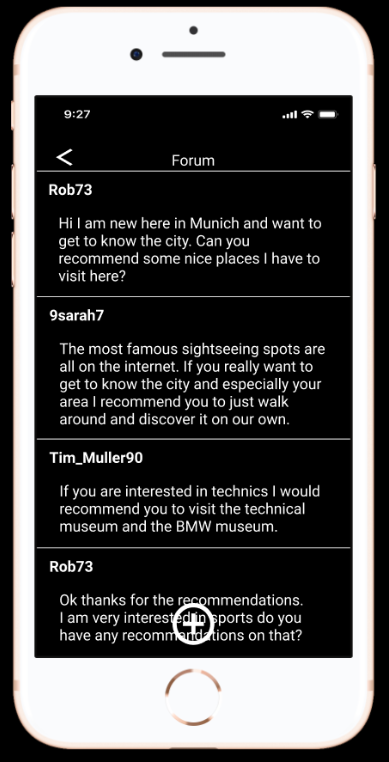 9:27
Forum
Rob73
Hi I am new here in Munich and want to
get to know the city. Can you
recommend some nice places I have to
visit here?
9sarah7
The most famous sightseeing spots are
all on the internet. If you really want to
get to know the city and especially your
area I recommend you to just walk
around and discover it on our own.
Tim_Muller90
If you are interested in technics I would
recommend you to visit the technical
museum and the BMW museum.
Rob73
Ok thanks for the recommendations.
I am very interested in sports do you
have any recommandations on that?